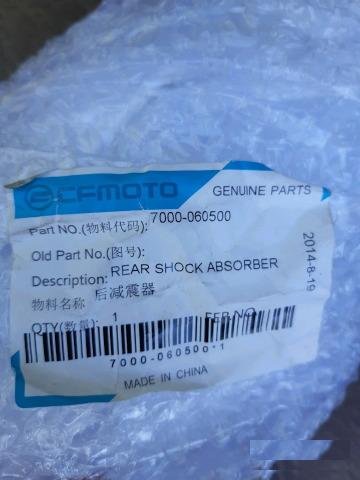 CFMOTO GENUINE PARTS
Part NO.(物料代码): 7000-060500
Old Part No.(图号):
Description: REAR SHOCK ABSORBER
物料名称 后减震器
QTY(数量): 1
7000-060500-1
MADE IN CHINA
2014-8-19